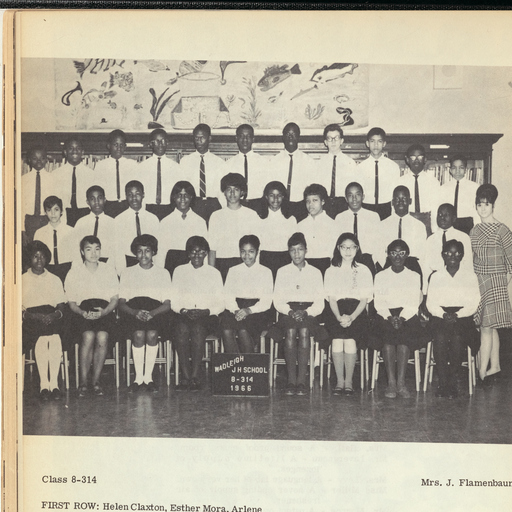 WADLEIGH
J H SCHOOL
8-314
1966
Class 8-314
Mrs. J. Flamenbaum
FIRST ROW: Helen Claxton, Esther Mora, Arlene